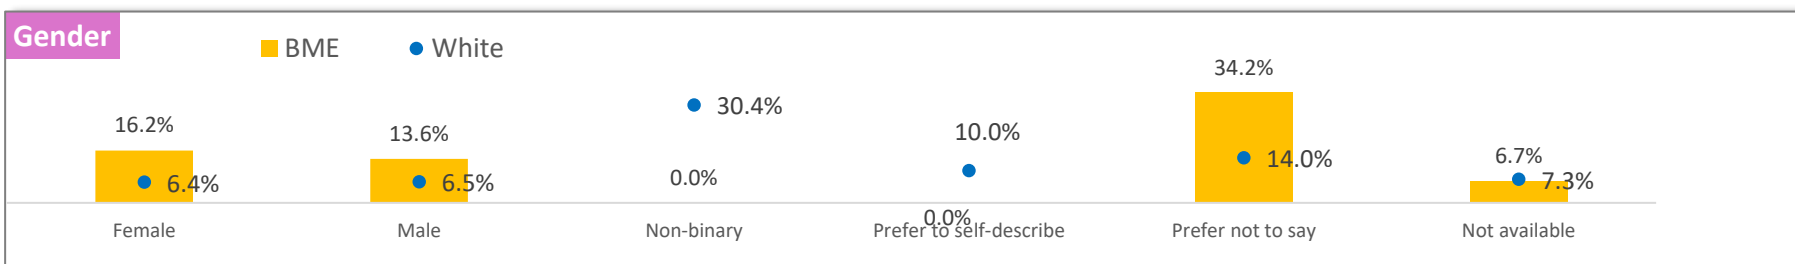 Gender
BME
White
16.2%
6.4%
13.6%
6.5%
0.0%
30.4%
0.0%
10.0%
34.2%
14.0%
6.7%
7.3%
Female
Male
Non-binary
Prefer to self-describe
Prefer not to say
Not available